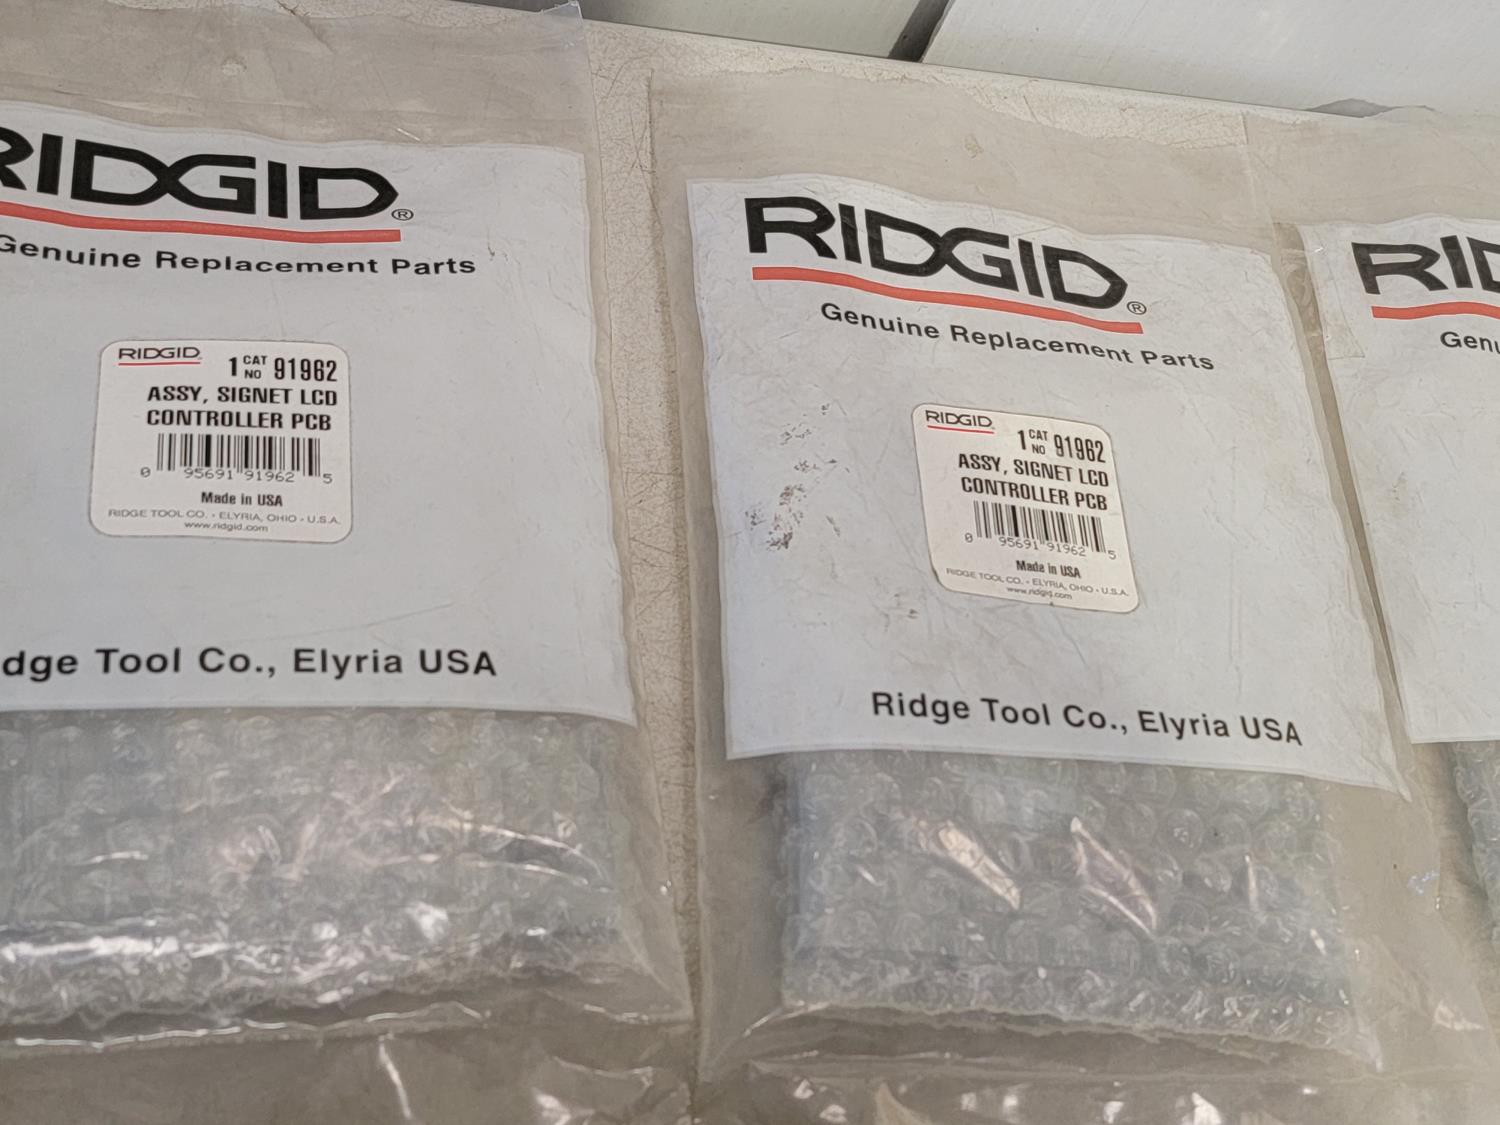 RIDGID®
Genuine Replacement Parts
RIDGID
1 CAT NO 91962
ASSY, SIGNET LCD
CONTROLLER PCB
0 95691 91962 5
Made in USA
RIDGE TOOL CO. • ELYRIA, OHIO • U.S.A.
www.ridgid.com
dge Tool Co., Elyria USA
RIDGID®
Genuine Replacement Parts
RIDGID
1 CAT NO 91962
ASSY, SIGNET LCD
CONTROLLER PCB
0 95691 91962 5
Made in USA
RIDGE TOOL CO. • ELYRIA, OHIO • U.S.A.
www.ridgid.com
Ridge Tool Co., Elyria USA
RID
Genu